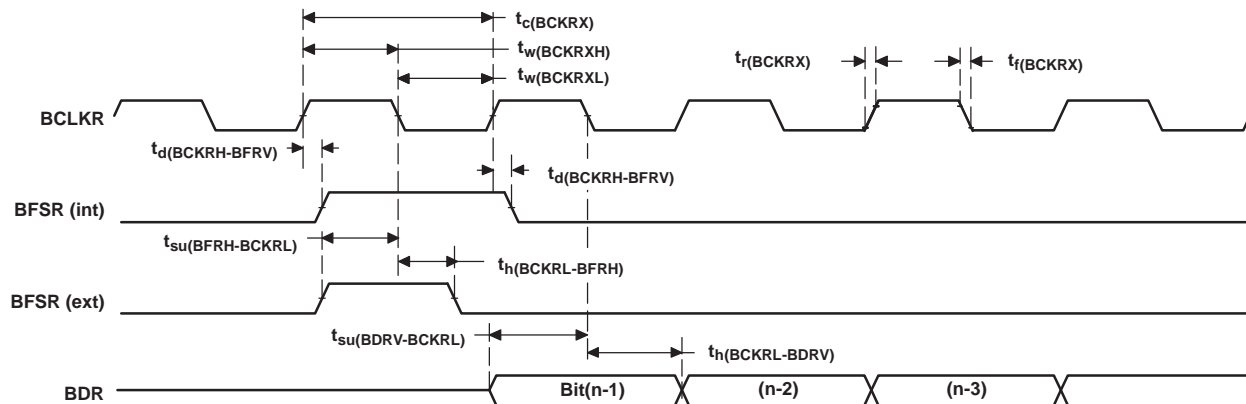 tc(BCKRX)
tw(BCKRXH)
tr(BCKRX)
tf(BCKRX)
tw(BCKRXL)
BCLKR
td(BCKRH-BFRV)
td(BCKRH-BFRV)
BFSR (int)
tsu(BFRH-BCKRL)
th(BCKRL-BFRH)
BFSR (ext)
tsu(BDRV-BCKRL)
th(BCKRL-BDRV)
BDR
Bit(n-1)
(n-2)
(n-3)